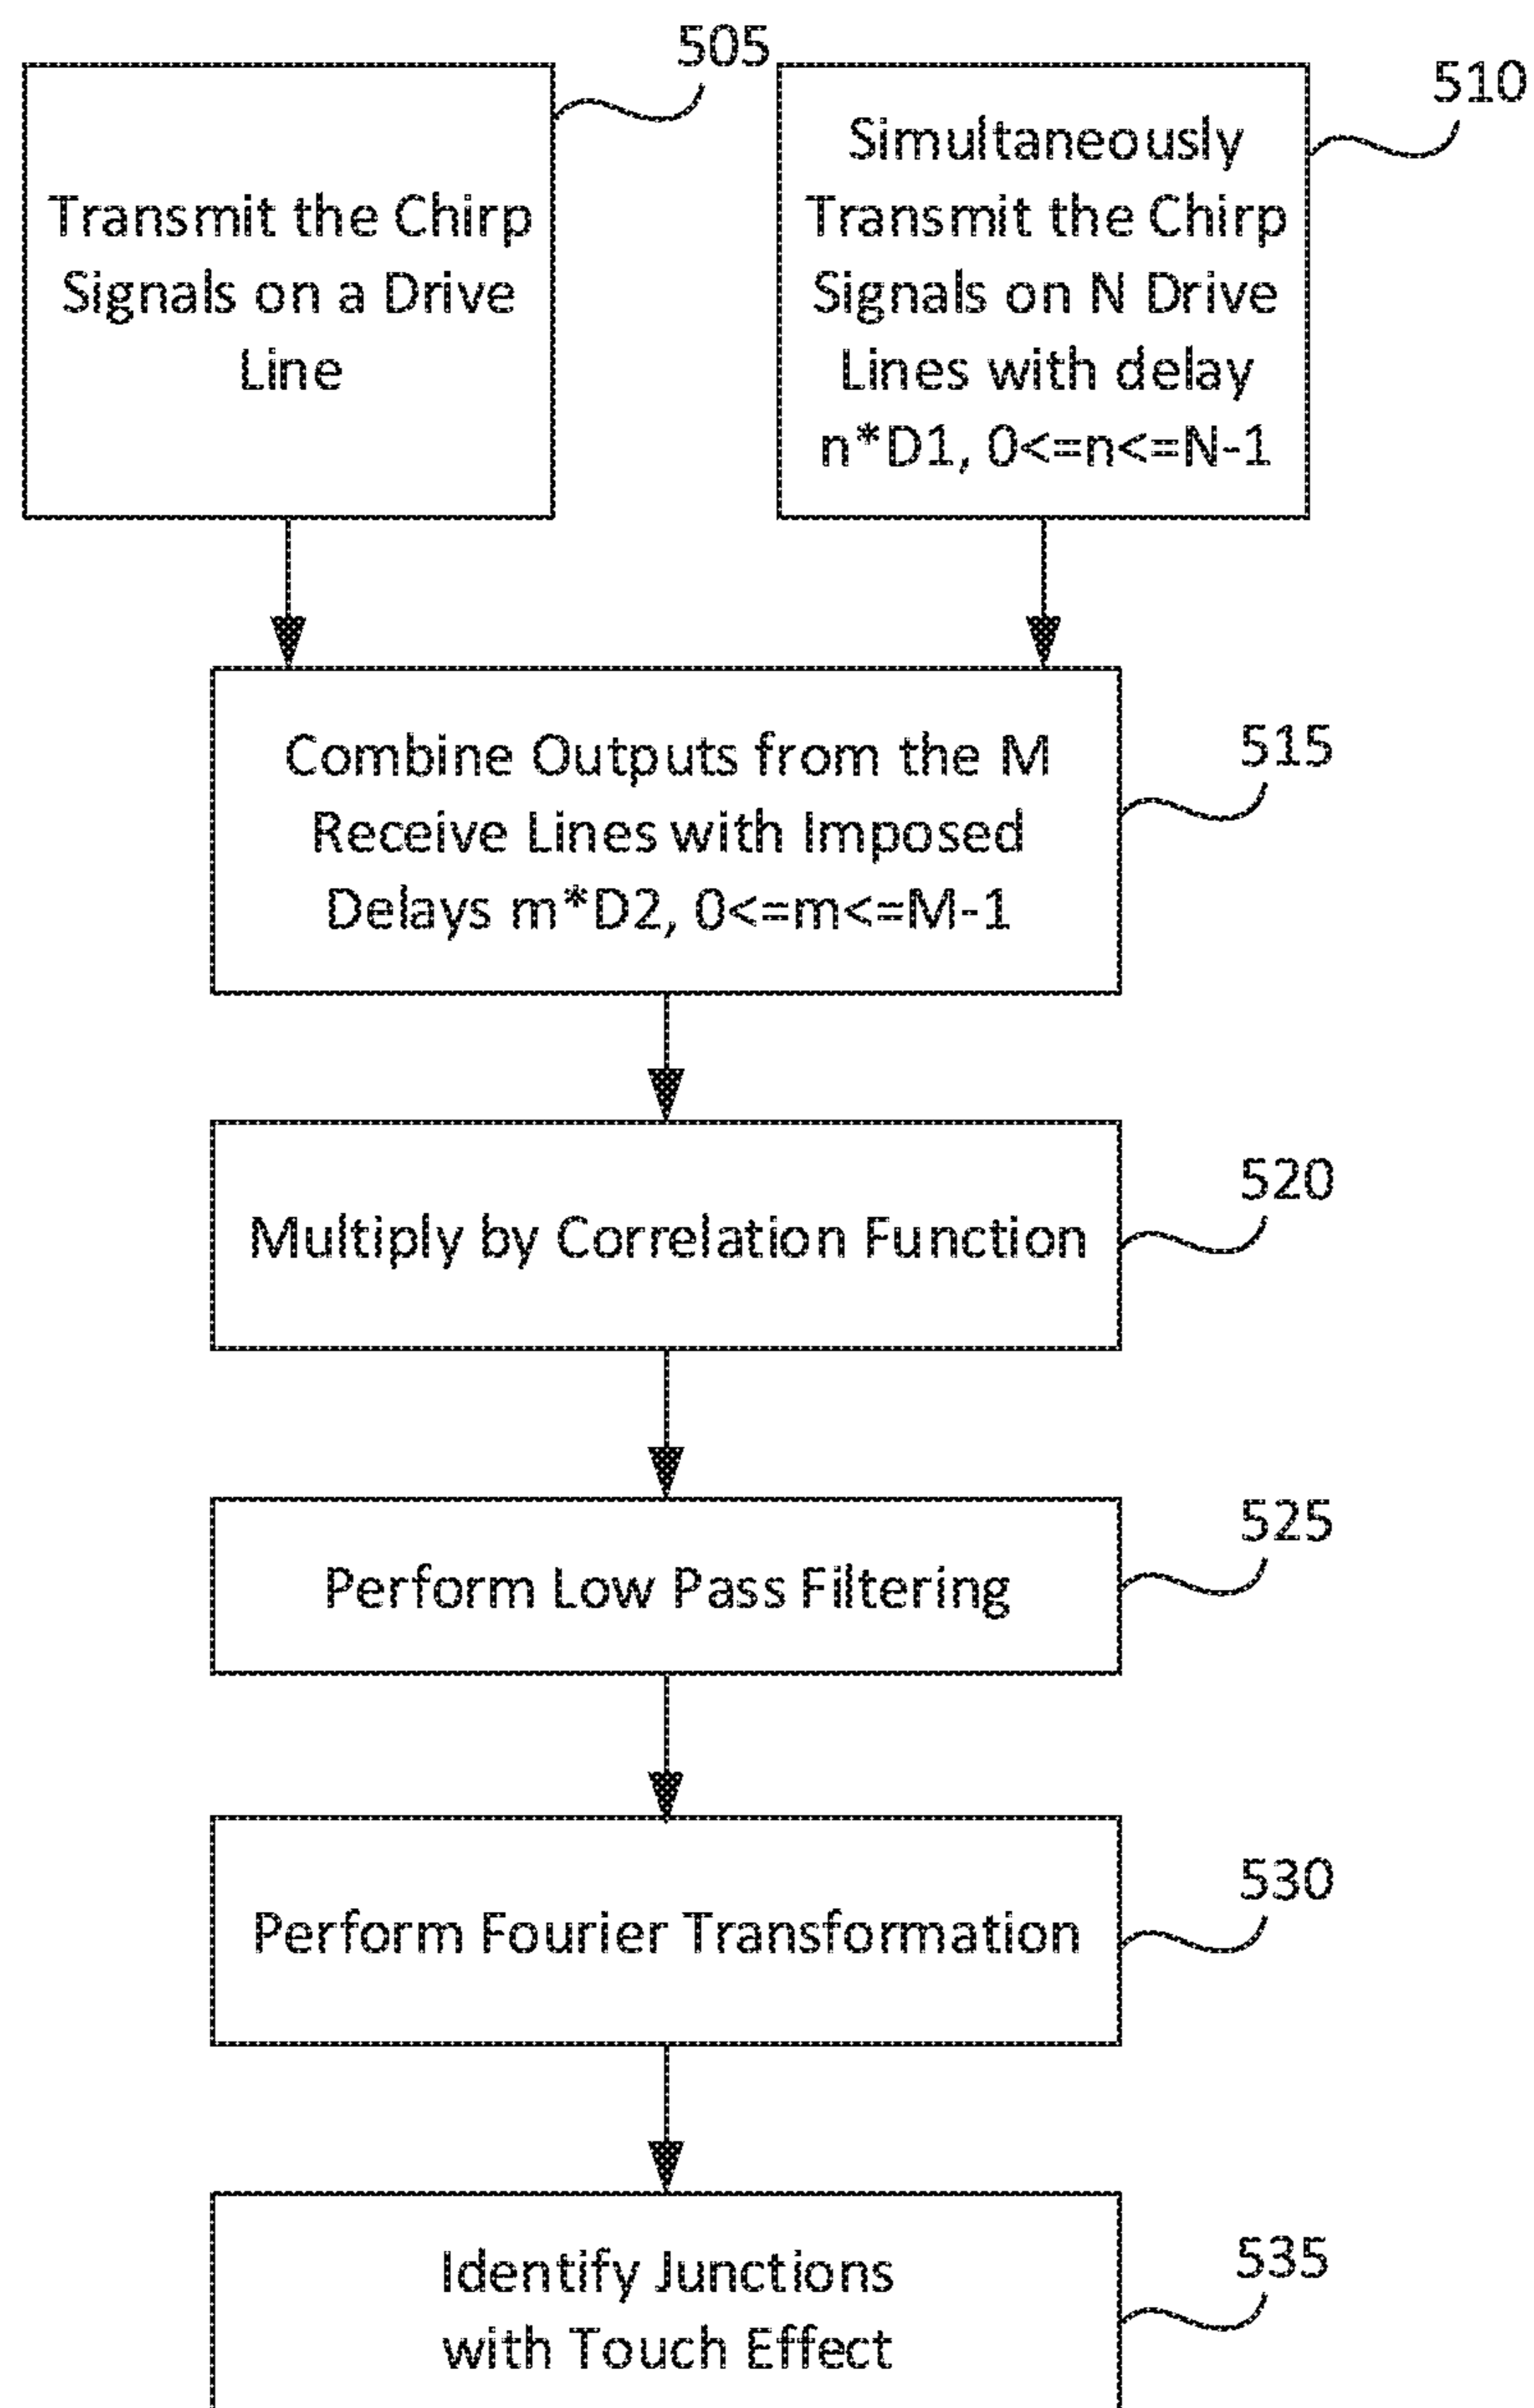 505
Transmit the Chirp
Signals on a Drive
Line
510
Simultaneously
Transmit the Chirp
Signals on N Drive
Lines with delay
n*D1, 0<=n<=N-1
Combine Outputs from the M
Receive Lines with Imposed
Delays m*D2, 0<=m<=M-1
515
Multiply by Correlation Function
520
Perform Low Pass Filtering
525
Perform Fourier Transformation
530
Identify Junctions
with Touch Effect
535